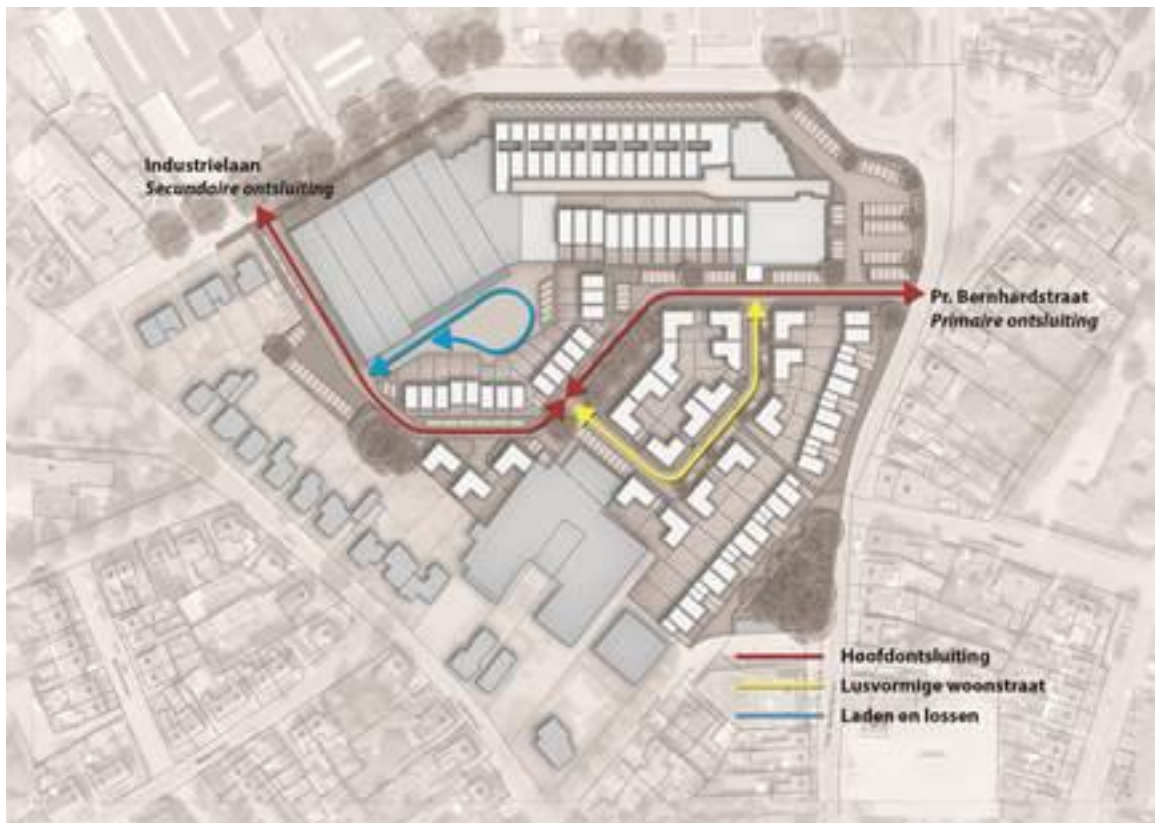 Industrielaan
Secundaire ontsluiting
Pr. Bernhardstraat
Primaire ontsluiting
Hoofdontsluiting
Lusvormige woonstraat
Laden en lossen